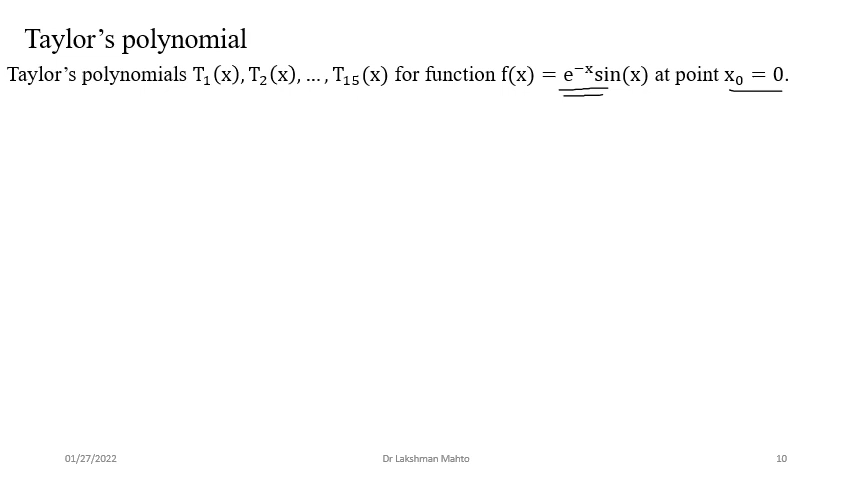 Taylor’s polynomial
Taylor’s polynomials T₁(x), T₂(x), … , T₁₅(x) for function f(x) = e⁻ˣsin(x) at point x₀ = 0.
01/27/2022
Dr Lakshman Mahto
10